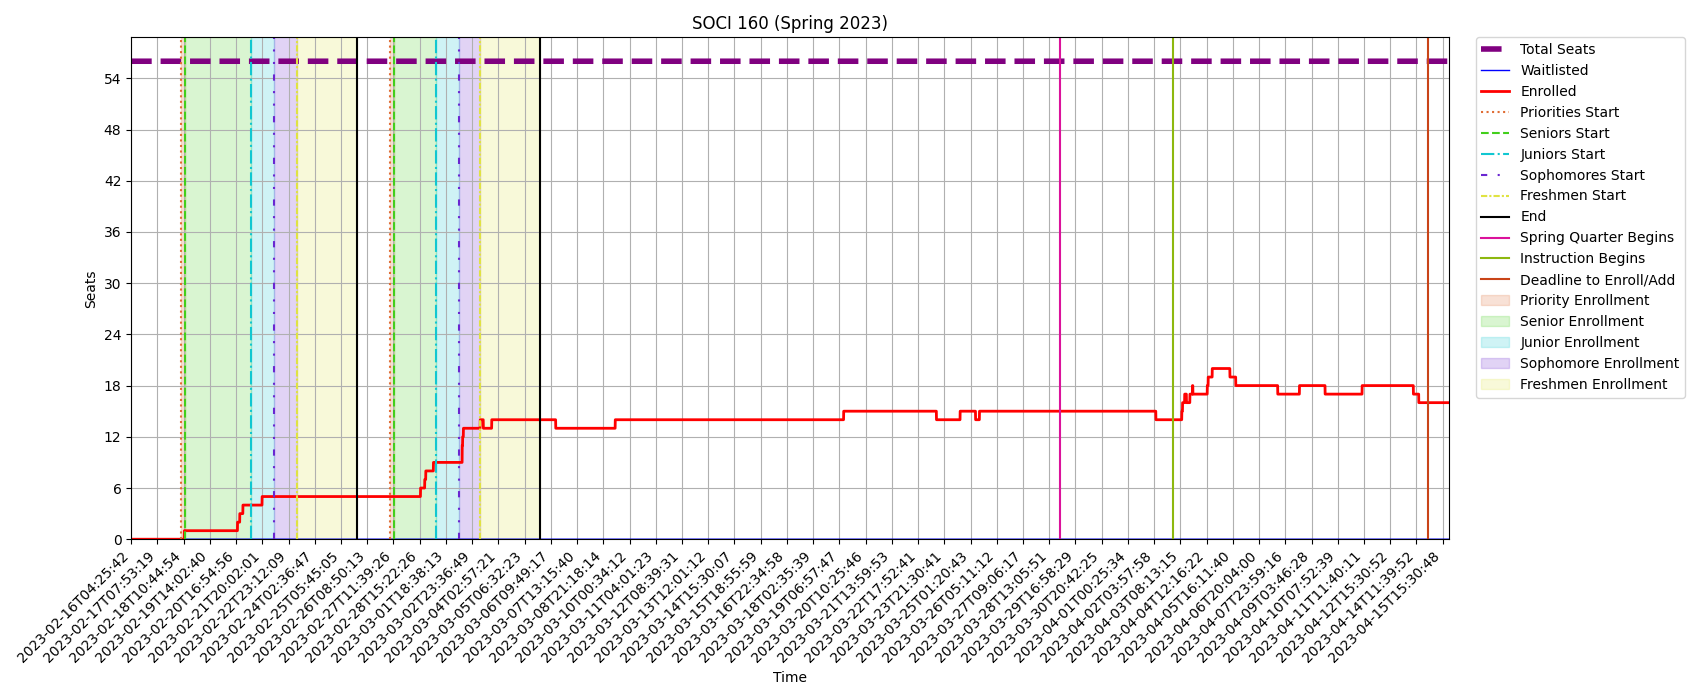 SOCI 160 (Spring 2023)
Seats
54
48
42
36
30
24
18
12
6
0
2023-02-16T04:25:42
2023-02-17T07:53:19
2023-02-18T10:44:54
2023-02-19T14:02:40
2023-02-20T16:54:56
2023-02-21T20:02:01
2023-02-22T23:12:09
2023-02-24T02:36:47
2023-02-25T05:45:05
2023-02-26T08:50:13
2023-02-27T11:39:26
2023-02-28T15:22:26
2023-03-01T18:38:13
2023-03-02T23:36:49
2023-03-04T02:57:21
2023-03-05T06:32:23
2023-03-06T09:49:17
2023-03-07T13:15:40
2023-03-08T21:18:14
2023-03-10T00:34:12
2023-03-11T04:01:23
2023-03-12T08:39:31
2023-03-13T12:01:12
2023-03-14T15:30:07
2023-03-15T18:55:59
2023-03-16T22:34:58
2023-03-18T02:35:39
2023-03-19T06:57:47
2023-03-20T10:25:46
2023-03-21T13:59:53
2023-03-22T17:52:41
2023-03-23T21:30:41
2023-03-25T01:20:43
2023-03-26T05:11:12
2023-03-27T09:06:17
2023-03-28T13:05:51
2023-03-29T16:58:29
2023-03-30T20:42:25
2023-04-01T00:25:34
2023-04-02T03:57:58
2023-04-03T08:13:15
2023-04-04T12:16:22
2023-04-05T16:11:40
2023-04-06T20:04:00
2023-04-07T23:59:16
2023-04-09T03:46:28
2023-04-10T07:52:39
2023-04-11T11:40:11
2023-04-12T15:30:52
2023-04-14T11:39:52
2023-04-15T15:30:48
Time
Total Seats
Waitlisted
Enrolled
Priorities Start
Seniors Start
Juniors Start
Sophomores Start
Freshmen Start
End
Spring Quarter Begins
Instruction Begins
Deadline to Enroll/Add
Priority Enrollment
Senior Enrollment
Junior Enrollment
Sophomore Enrollment
Freshmen Enrollment